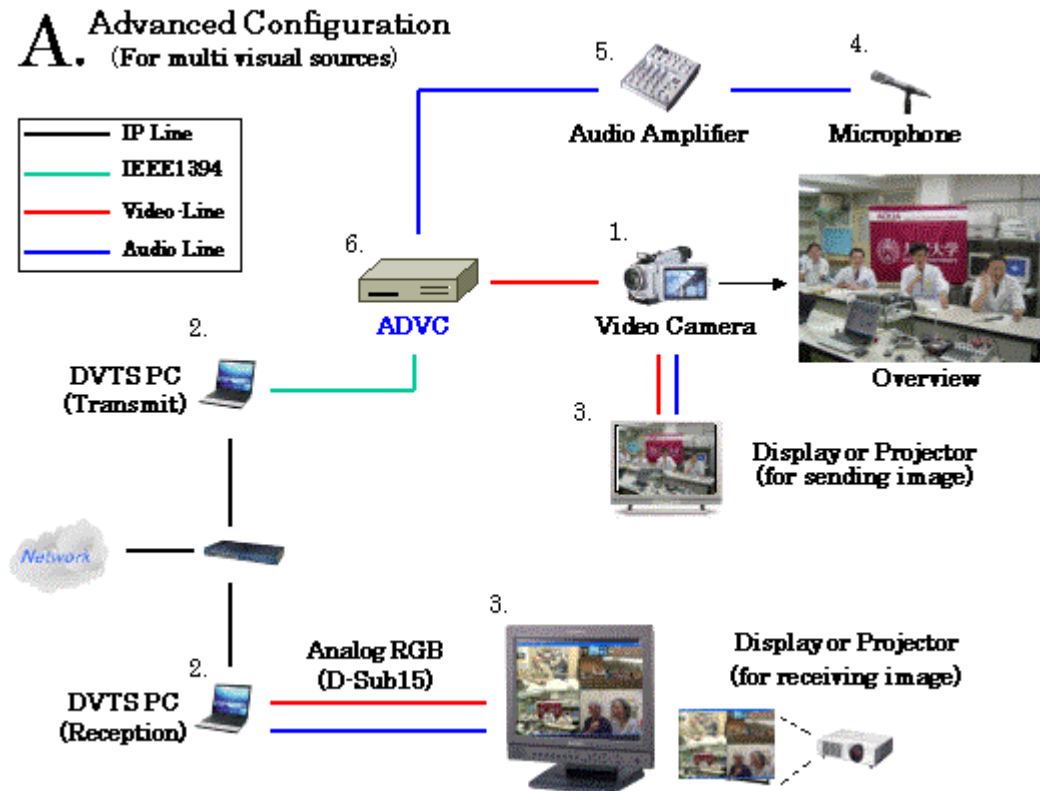 A. Advanced Configuration
(For multi visual sources)
IP Line
IEEE1394
Video-Line
Audio Line
5.
Audio Amplifier
4.
Microphone
6.
ADVC
1.
Video Camera
Overview
2.
DVTS PC
(Transmit)
3.
Display or Projector
(for sending image)
Network
2.
DVTS PC
(Reception)
Analog RGB
(D-Sub15)
3.
Display or Projector
(for receiving image)